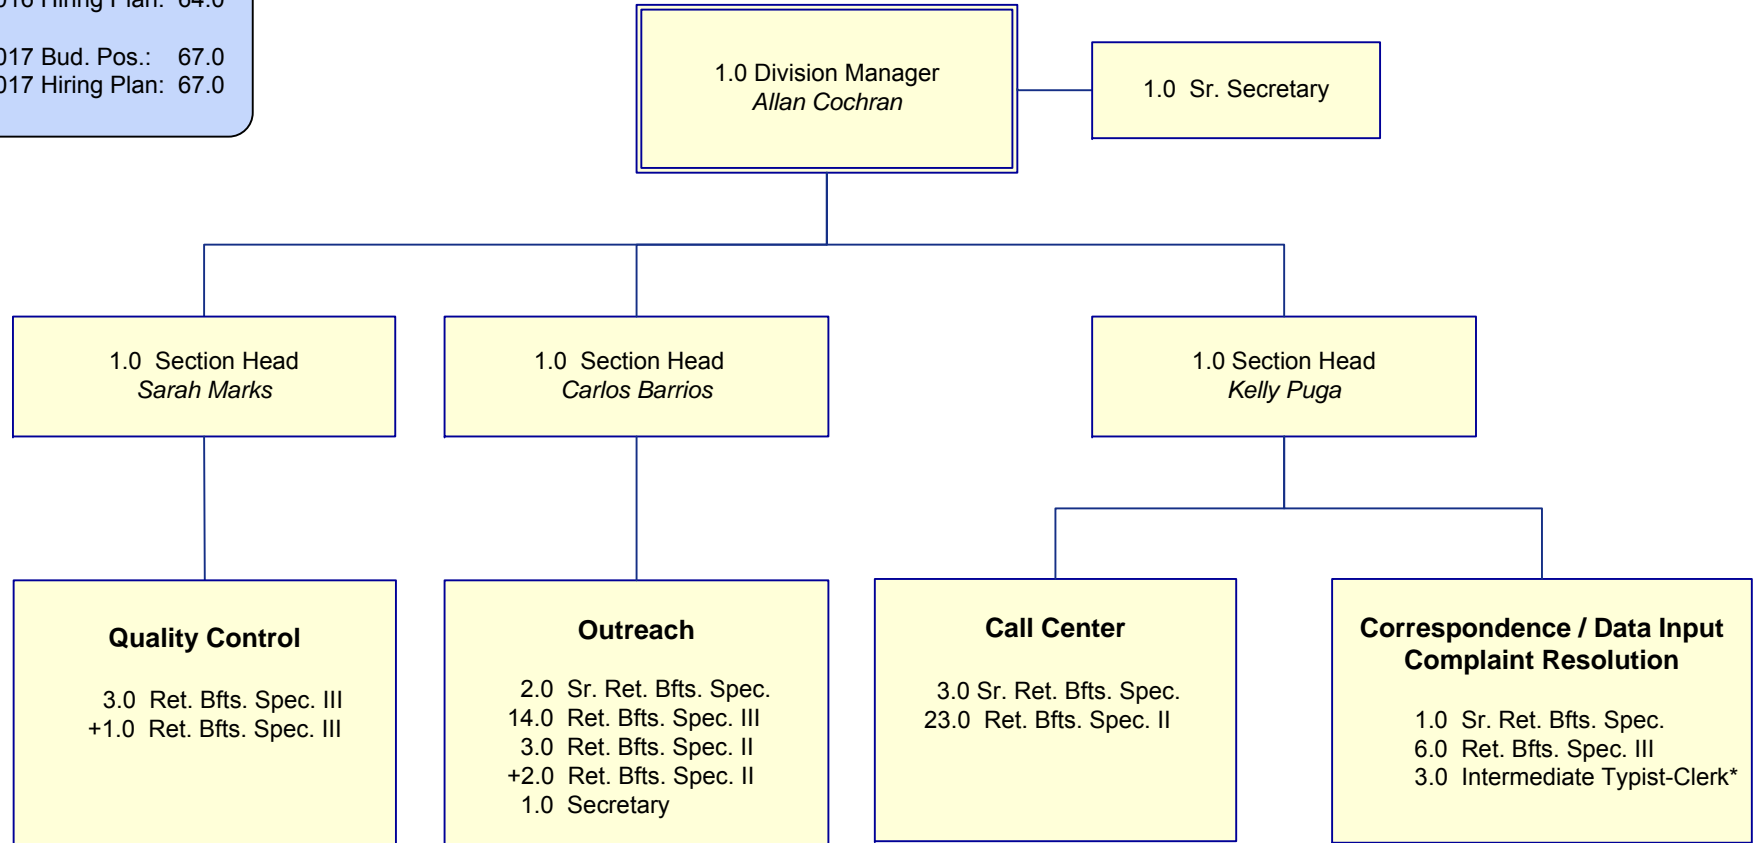 016 Hiring Plan: 64.0
017 Bud. Pos.: 67.0
017 Hiring Plan: 67.0
1.0 Division Manager
Allan Cochran
1.0 Sr. Secretary
1.0 Section Head
Sarah Marks
1.0 Section Head
Carlos Barrios
1.0 Section Head
Kelly Puga
Quality Control
3.0 Ret. Bfts. Spec. III
+1.0 Ret. Bfts. Spec. III
Outreach
2.0 Sr. Ret. Bfts. Spec.
14.0 Ret. Bfts. Spec. III
3.0 Ret. Bfts. Spec. II
+2.0 Ret. Bfts. Spec. II
1.0 Secretary
Call Center
3.0 Sr. Ret. Bfts. Spec.
23.0 Ret. Bfts. Spec. II
Correspondence / Data Input
Complaint Resolution
1.0 Sr. Ret. Bfts. Spec.
6.0 Ret. Bfts. Spec. III
3.0 Intermediate Typist-Clerk*